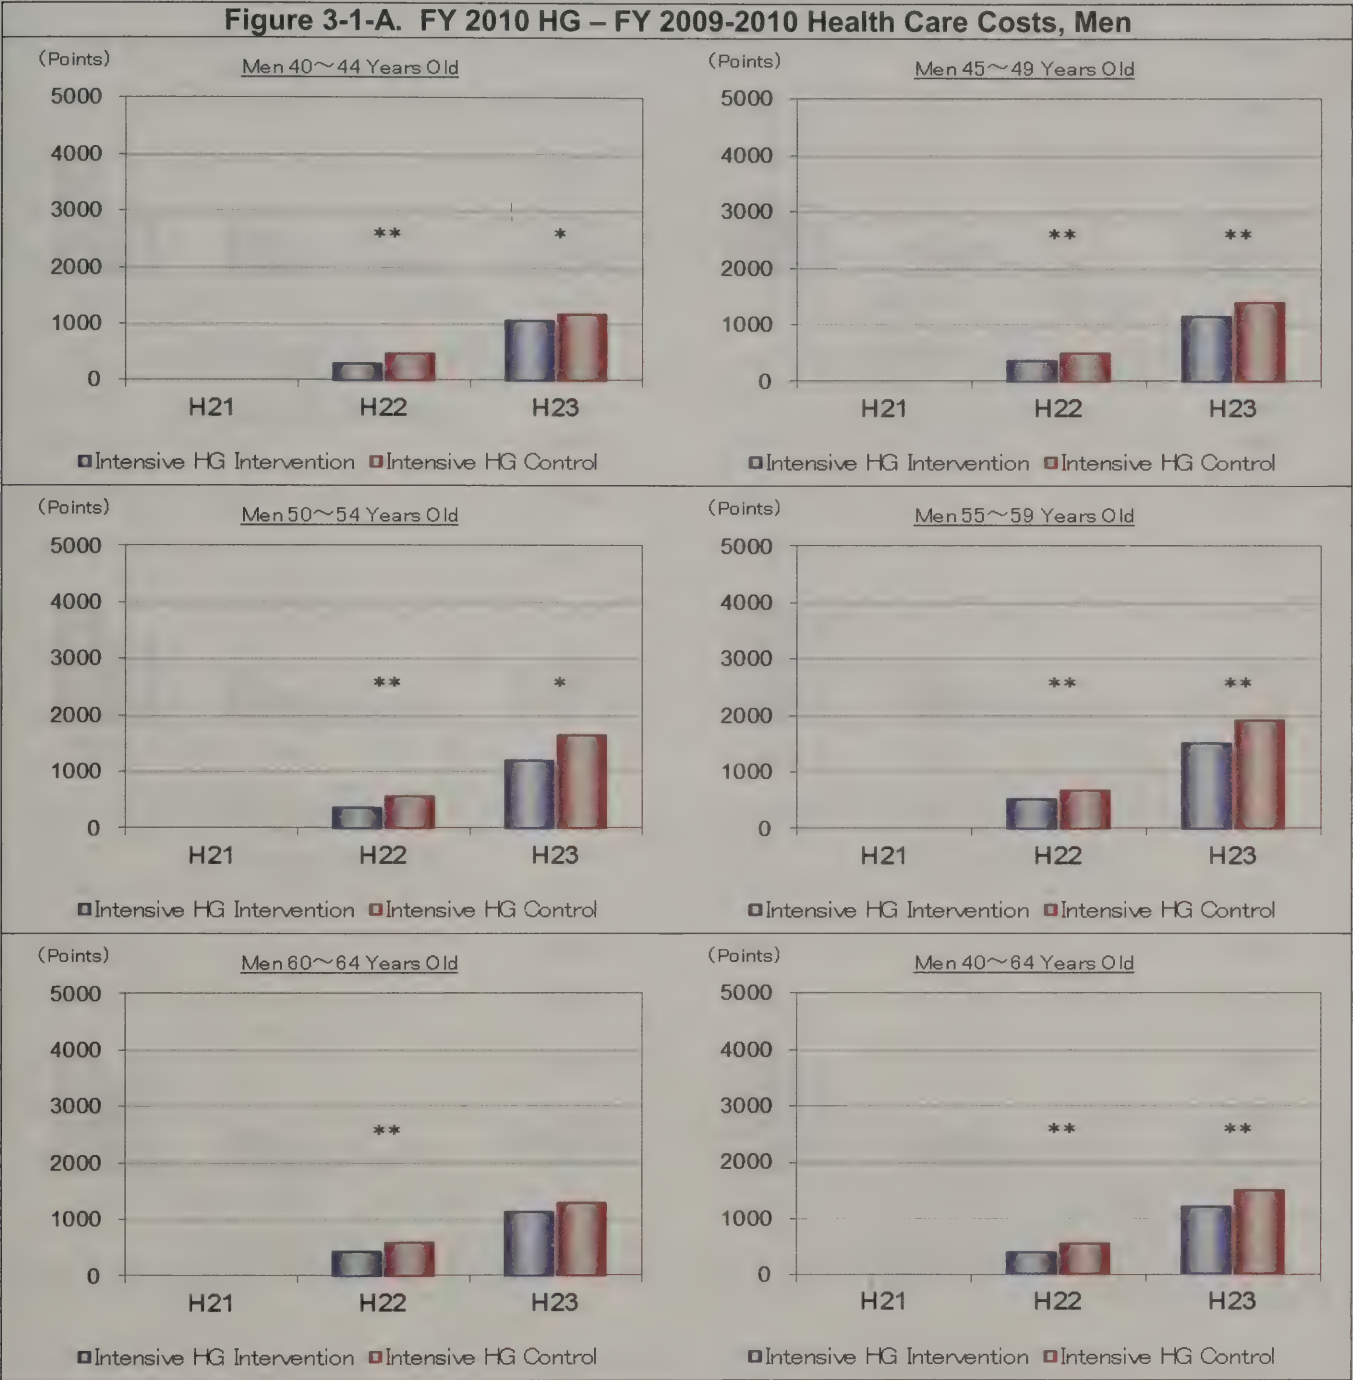 Figure 3-1-A. FY 2010 HG – FY 2009-2010 Health Care Costs, Men
(Points)
Men 40~44 Years Old
5000
4000
3000
2000
1000
0
** *
H21 H22 H23
Intensive HG Intervention Intensive HG Control
(Points)
Men 45~49 Years Old
5000
4000
3000
2000
1000
0
** **
H21 H22 H23
Intensive HG Intervention Intensive HG Control
(Points)
Men 50~54 Years Old
5000
4000
3000
2000
1000
0
** *
H21 H22 H23
Intensive HG Intervention Intensive HG Control
(Points)
Men 55~59 Years Old
5000
4000
3000
2000
1000
0
** **
H21 H22 H23
Intensive HG Intervention Intensive HG Control
(Points)
Men 60~64 Years Old
5000
4000
3000
2000
1000
0
**
H21 H22 H23
Intensive HG Intervention Intensive HG Control
(Points)
Men 40~64 Years Old
5000
4000
3000
2000
1000
0
** **
H21 H22 H23
Intensive HG Intervention Intensive HG Control